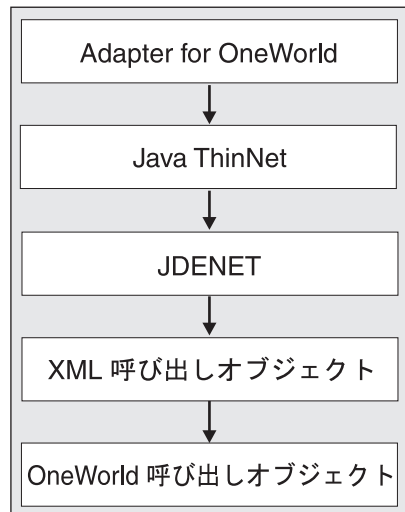 Adapter for OneWorld
Java ThinNet
JDENET
XML 呼び出しオブジェクト
OneWorld 呼び出しオブジェクト